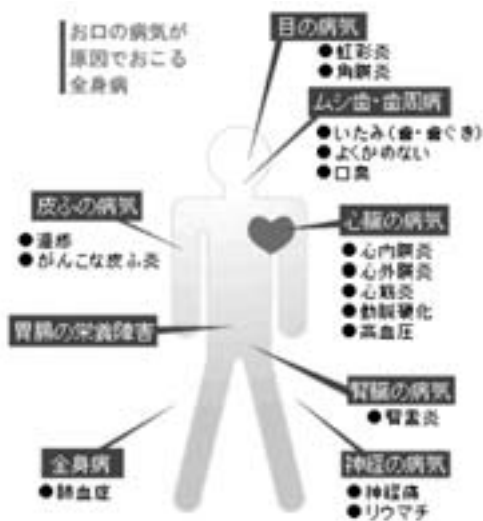 お口の病気が
原因でおこる
全身病
目の病気
●虹彩炎
●角膜炎
ムシ歯・歯周病
●いたみ(歯・歯ぐき)
●よくかめない
●口臭
皮ふの病気
●湿疹
●がんこな皮ふ炎
心臓の病気
●心内膜炎
●心外膜炎
●心筋炎
●動脈硬化
●高血圧
胃腸の栄養障害
腎臓の病気
●腎盂炎
全身病
●肺血症
神経の病気
●神経痛
●リウマチ